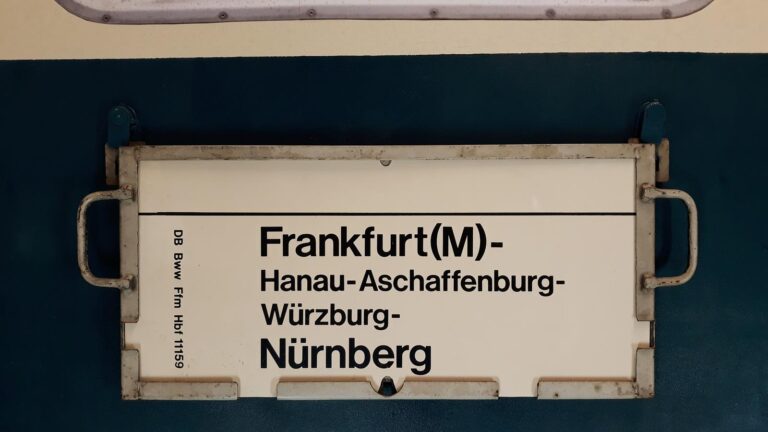 DB Bww Ffm Hbf 11159
Frankfurt(M)-
Hanau-Aschaffenburg-
Würzburg-
Nürnberg